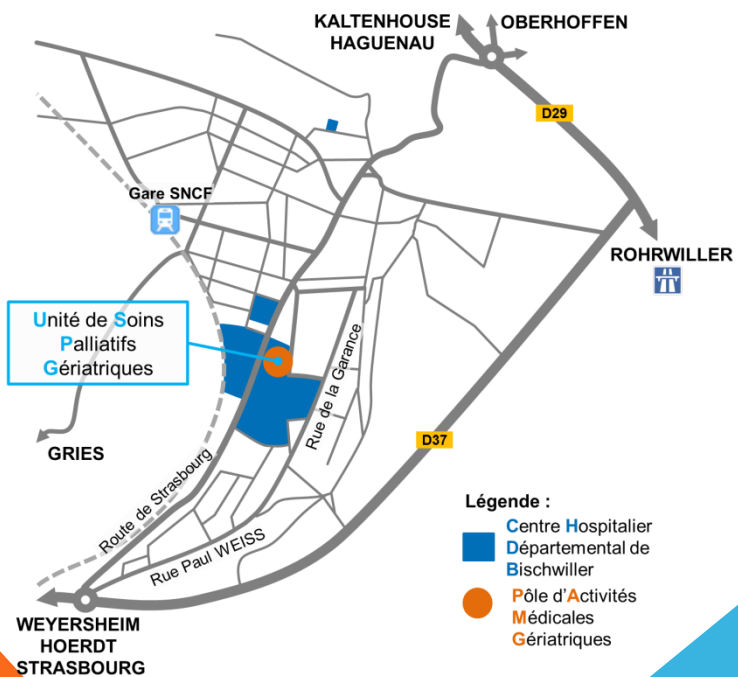 KALTENHOUSE
HAGUENAU
OBERHOFFEN
D29
Gare SNCF
ROHRWILLER
Unité de Soins
Palliatifs
Gériatriques
Rue de la Garance
GRIES
D37
Route de Strasbourg
Rue Paul WEISS
WEYERSHEIM
HOERDT
STRASBOURG
Légende :
Centre Hospitalier
Départemental de
Bischwiller
Pôle d'Activités
Médicales
Gériatriques